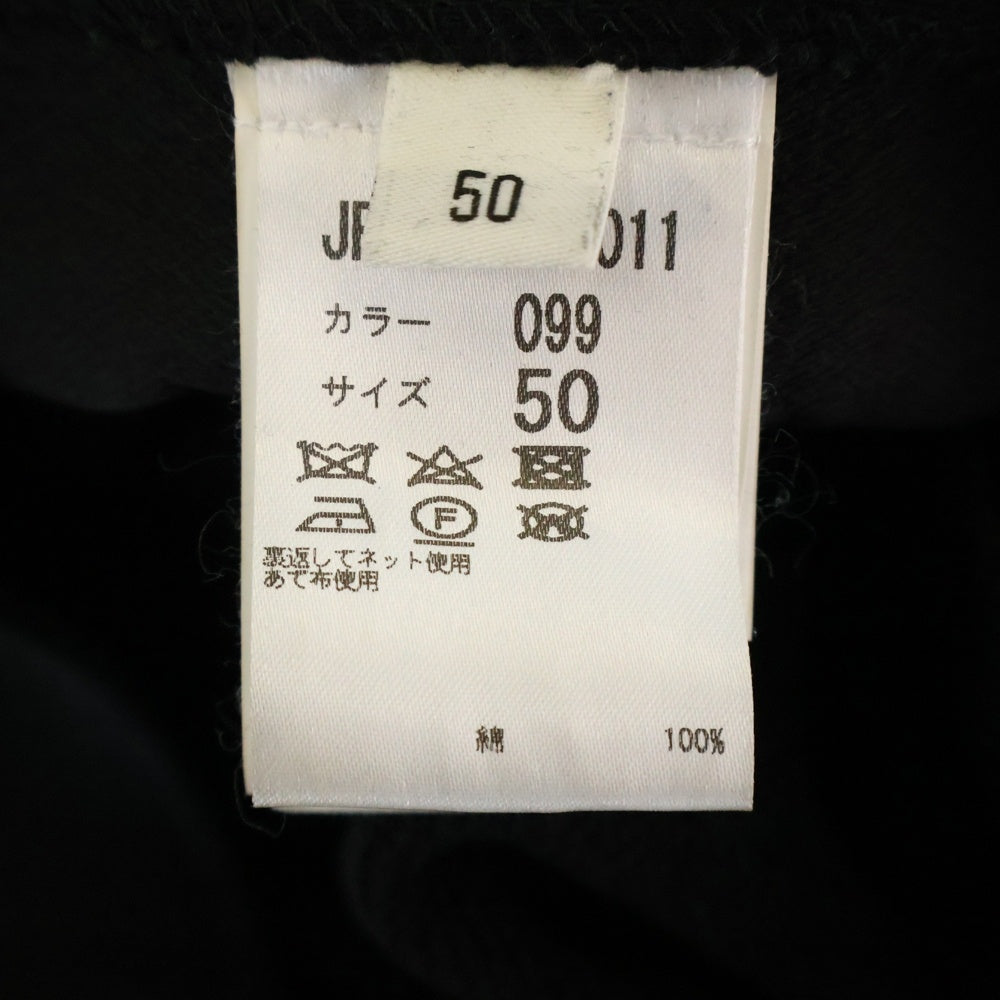 50
JF 011
カラー 099
サイズ 50
F
W
裏返してネット使用
あて布使用
綿 100%